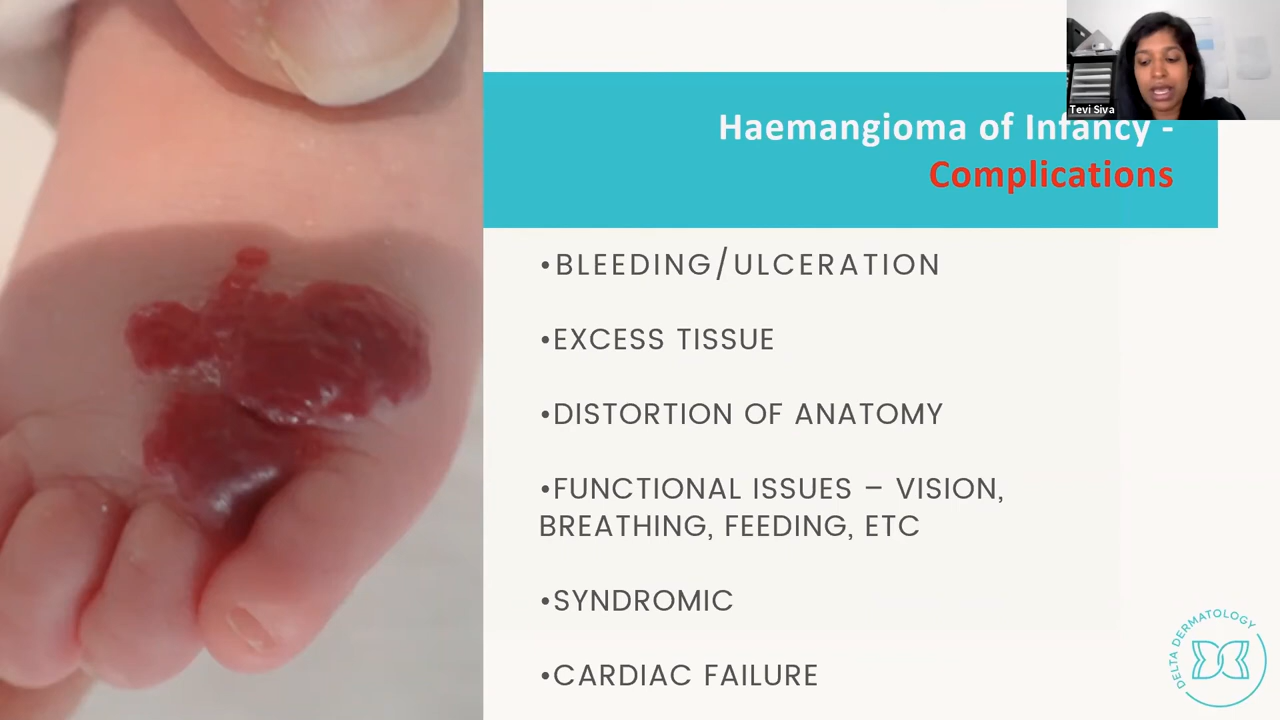 Tevi Siva
Haemangioma of Infancy -
Complications
•BLEEDING/ULCERATION
•EXCESS TISSUE
•DISTORTION OF ANATOMY
•FUNCTIONAL ISSUES – VISION,
BREATHING, FEEDING, ETC
•SYNDROMIC
•CARDIAC FAILURE
DELTA DERMATOLOGY